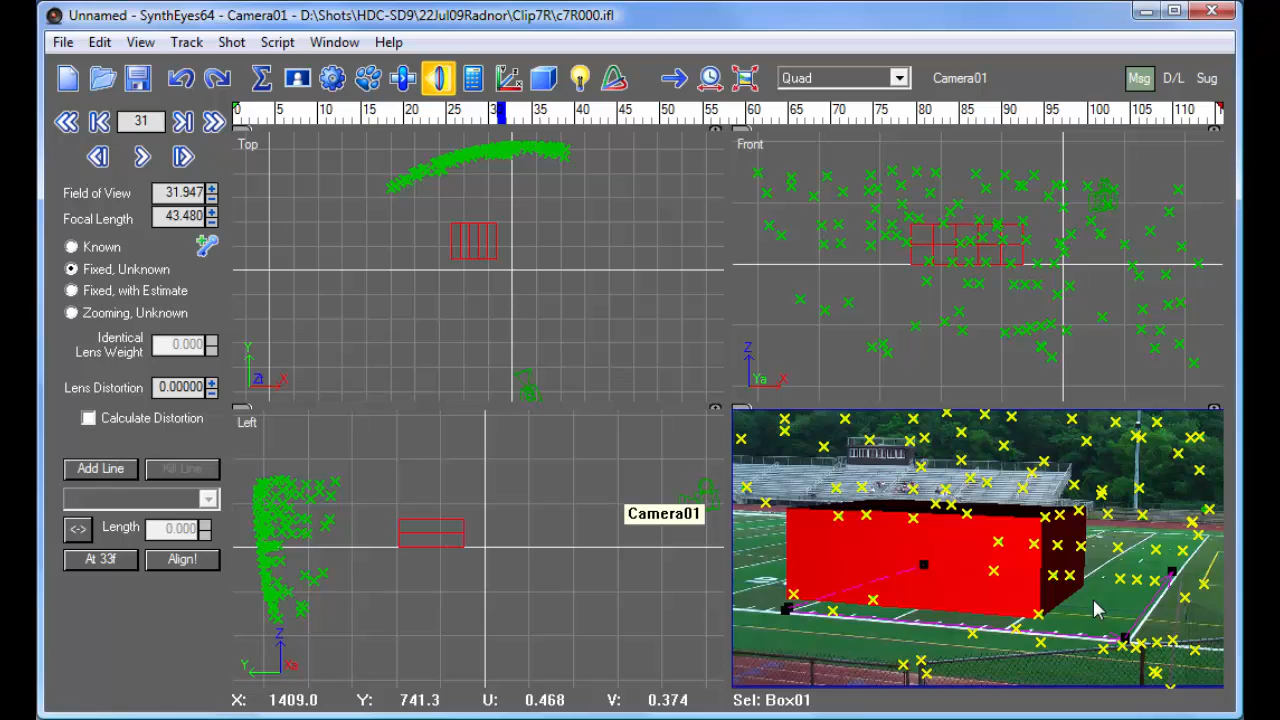 Unnamed - SynthEyes64 - Camera01 - D:\Shots\HDC-SD9\22Jul09Radnor\Clip7R\c7R000.ifl
File Edit View Track Shot Script Window Help
Quad Camera01 Msg D/L Sug
31
0 5 10 15 20 25 31 35 40 45 50 55 60 65 70 75 80 85 90 95 100 105 110
Field of View 31.947
Focal Length 43.480
Known
Fixed, Unknown
Fixed, with Estimate
Zooming, Unknown
Identical
Lens Weight 0.000
Lens Distortion 0.00000
Calculate Distortion
Add Line Kill Line
<-> Length 0.000
At 33f Align!
Top
Y
Zt X
Front
Z
Ya X
Left
Camera01
Z
Y Xa
X: 1409.0 Y: 741.3 U: 0.468 V: 0.374 Sel: Box01